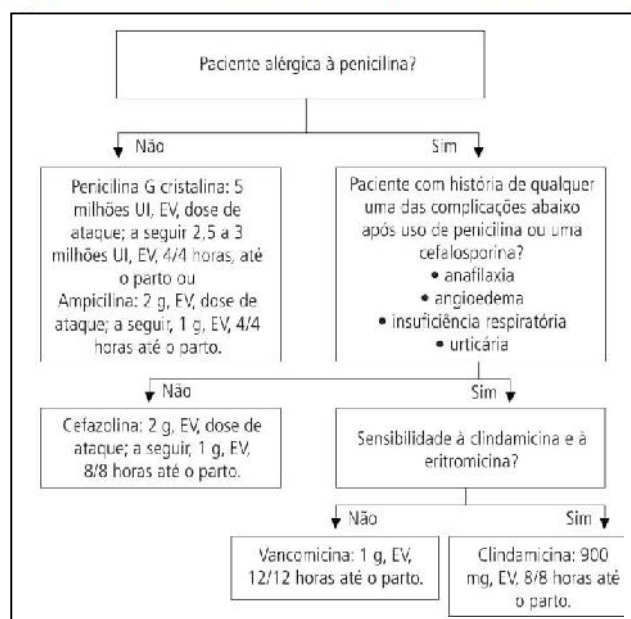 Paciente alérgica à penicilina?
Não
Sim
Penicilina G cristalina: 5
milhões UI, EV, dose de
ataque; a seguir 2,5 a 3
milhões UI, EV, 4/4 horas, até
o parto ou
Ampicilina: 2 g, EV, dose de
ataque; a seguir, 1 g, EV, 4/4
horas até o parto.
Paciente com história de qualquer
uma das complicações abaixo
após uso de penicilina ou uma
cefalosporina?
• anafilaxia
• angioedema
• insuficiência respiratória
• urticária
Não
Sim
Cefazolina: 2 g, EV, dose de
ataque; a seguir, 1 g, EV,
8/8 horas até o parto.
Sensibilidade à clindamicina e à
eritromicina?
Não
Sim
Vancomicina: 1 g, EV,
12/12 horas até o parto.
Clindamicina: 900
mg, EV, 8/8 horas até
o parto.